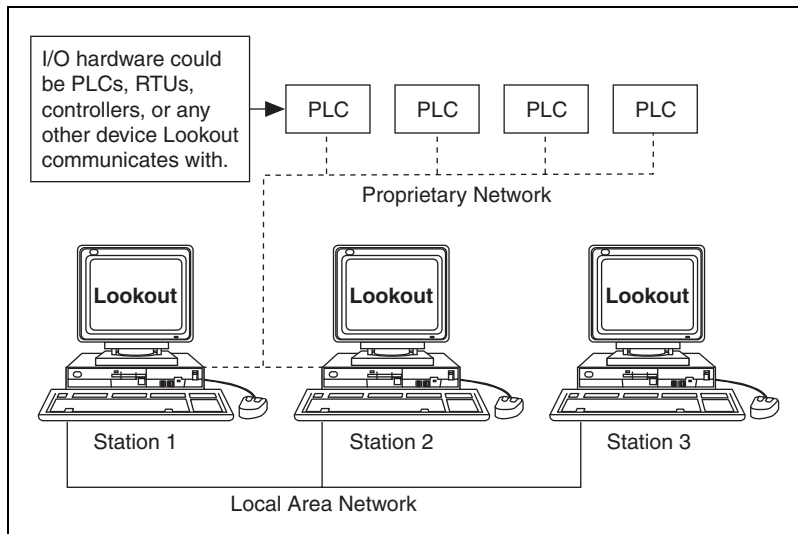 I/O hardware could
be PLCs, RTUs,
controllers, or any
other device Lookout
communicates with.
PLC PLC PLC PLC
Proprietary Network
Lookout Lookout Lookout
Station 1 Station 2 Station 3
Local Area Network